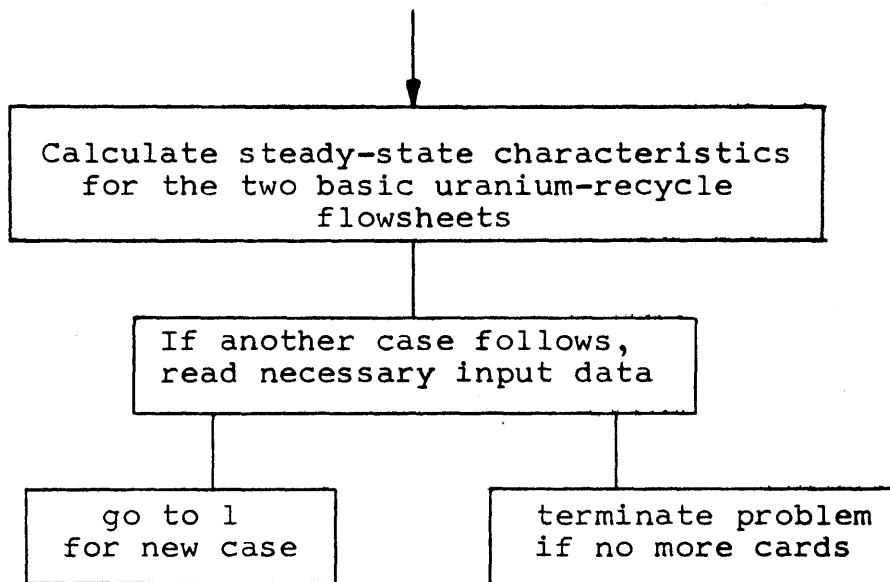 Calculate steady-state characteristics
for the two basic uranium-recycle
flowsheets
If another case follows,
read necessary input data
go to 1
for new case
terminate problem
if no more cards